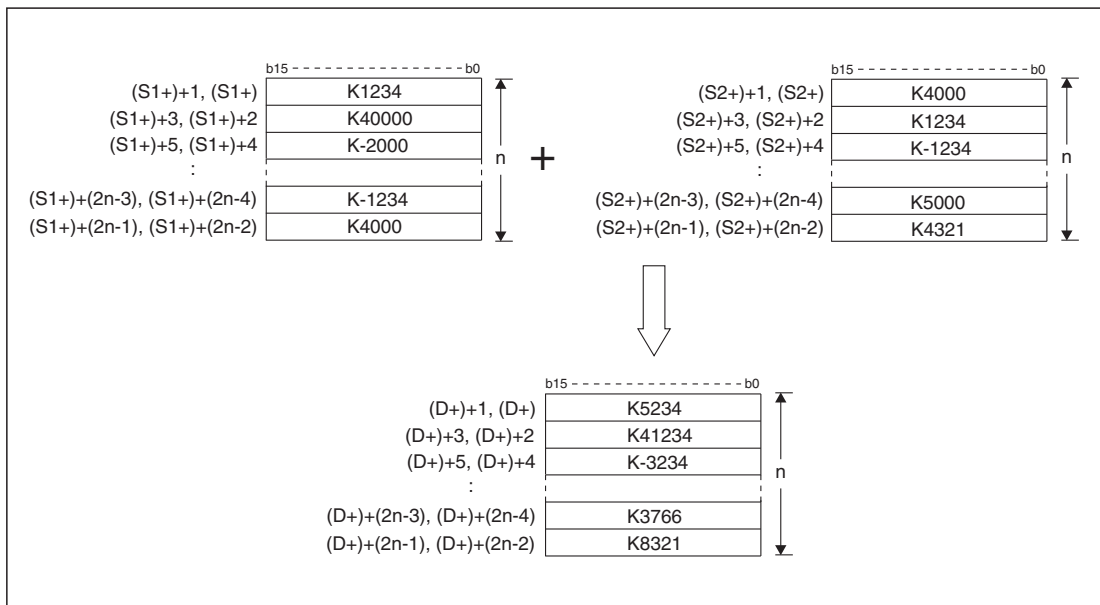 b15 b0
(S1+)+1, (S1+) K1234
(S1+)+3, (S1+)+2 K40000
(S1+)+5, (S1+)+4 K-2000
:
(S1+)+(2n-3), (S1+)+(2n-4) K-1234
(S1+)+(2n-1), (S1+)+(2n-2) K4000
n
+
b15 b0
(S2+)+1, (S2+) K4000
(S2+)+3, (S2+)+2 K1234
(S2+)+5, (S2+)+4 K-1234
:
(S2+)+(2n-3), (S2+)+(2n-4) K5000
(S2+)+(2n-1), (S2+)+(2n-2) K4321
n
b15 b0
(D+)+1, (D+) K5234
(D+)+3, (D+)+2 K41234
(D+)+5, (D+)+4 K-3234
:
(D+)+(2n-3), (D+)+(2n-4) K3766
(D+)+(2n-1), (D+)+(2n-2) K8321
n